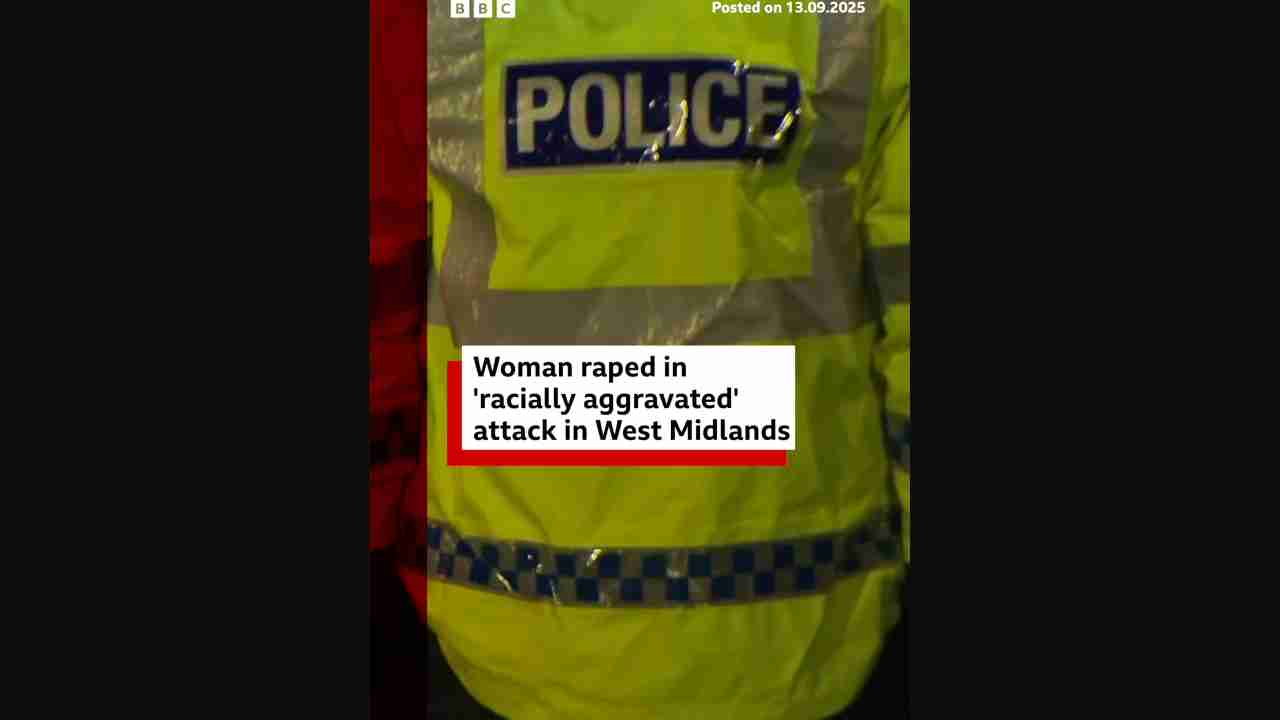 BBC
Posted on 13.09.2025
POLICE
Woman raped in
'racially aggravated'
attack in West Midlands